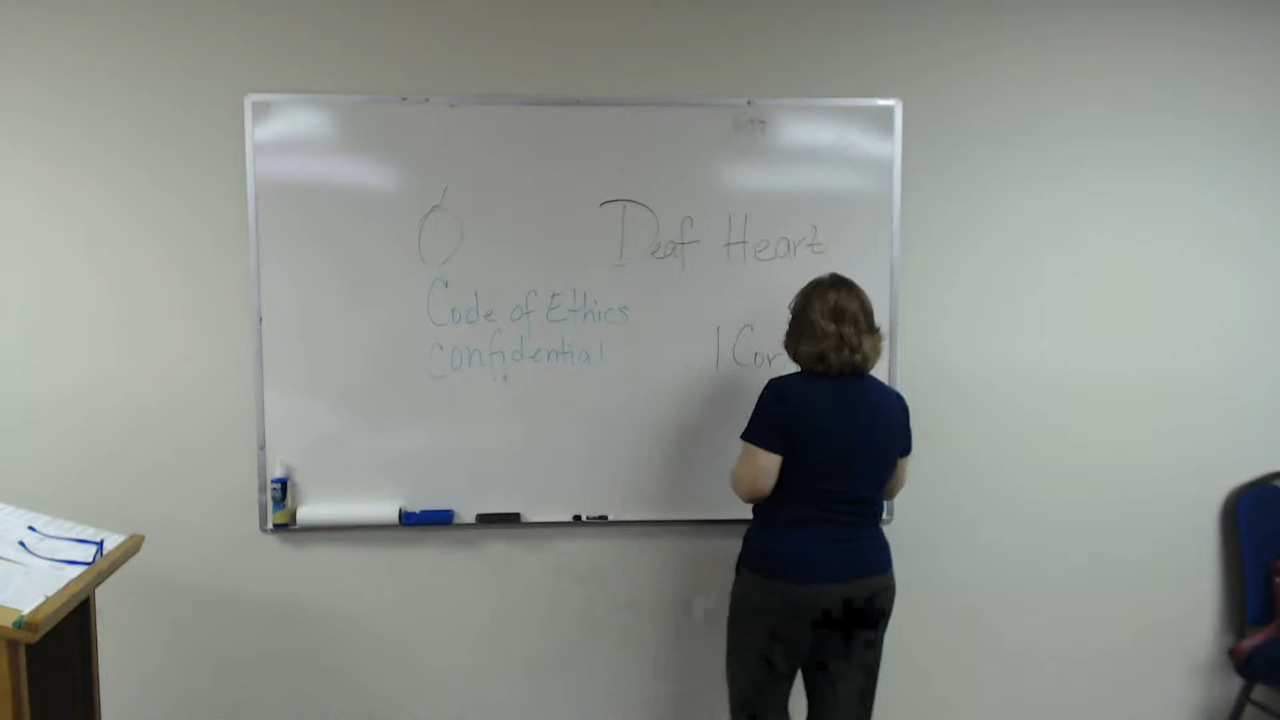 Deaf Heart
Code of Ethics
confidential
1 Cor